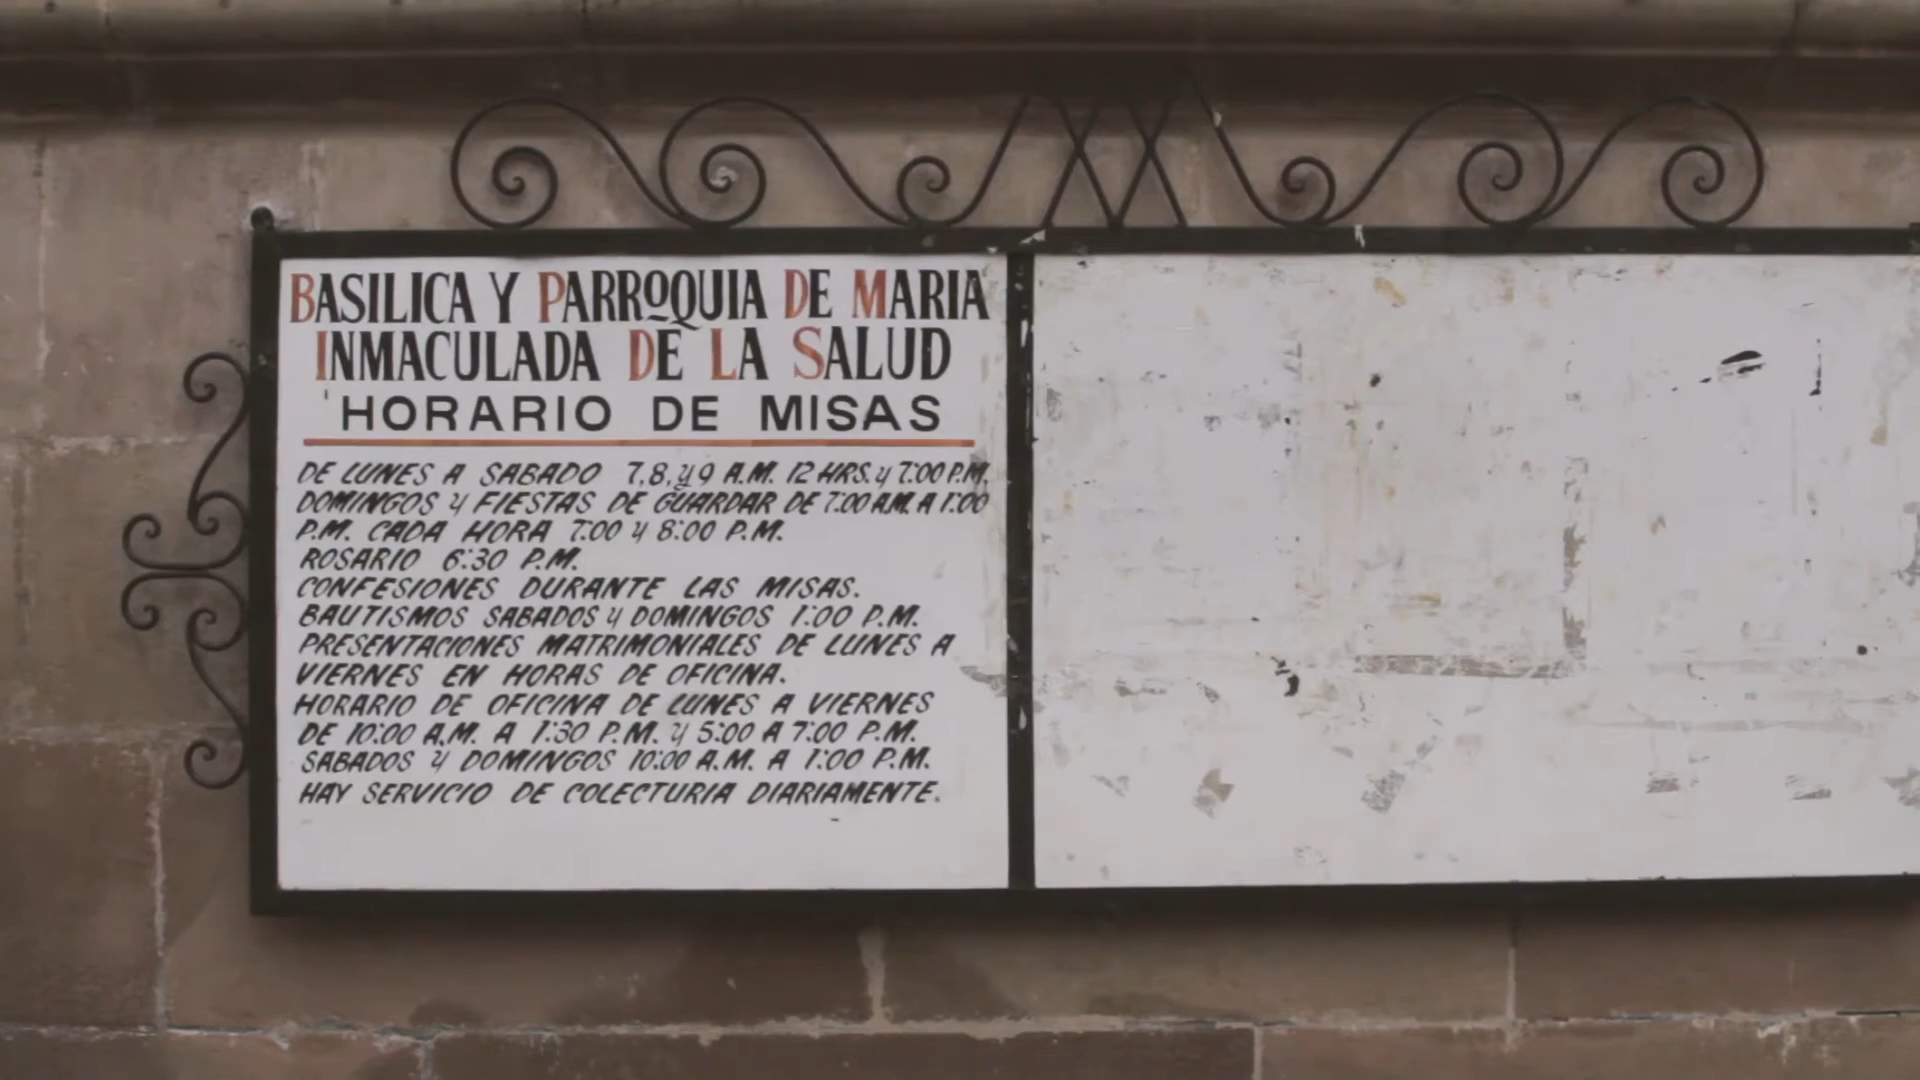 BASILICA Y PARROQUIA DE MARIA
INMACULADA DE LA SALUD
HORARIO DE MISAS
DE LUNES A SABADO 7,8,y 9 A.M. 12 HRS. y 7:00 P.M.
DOMINGOS y FIESTAS DE GUARDAR DE 7:00 A.M. A 1:00
P.M. CADA HORA 7:00 y 8:00 P.M.
ROSARIO 6:30 P.M.
CONFESIONES DURANTE LAS MISAS.
BAUTISMOS SABADOS y DOMINGOS 1:00 P.M.
PRESENTACIONES MATRIMONIALES DE LUNES A
VIERNES EN HORAS DE OFICINA.
HORARIO DE OFICINA DE LUNES A VIERNES
DE 10:00 A.M. A 1:30 P.M. y 5:00 A 7:00 P.M.
SABADOS y DOMINGOS 10:00 A.M. A 1:00 P.M.
HAY SERVICIO DE COLECTURIA DIARIAMENTE.